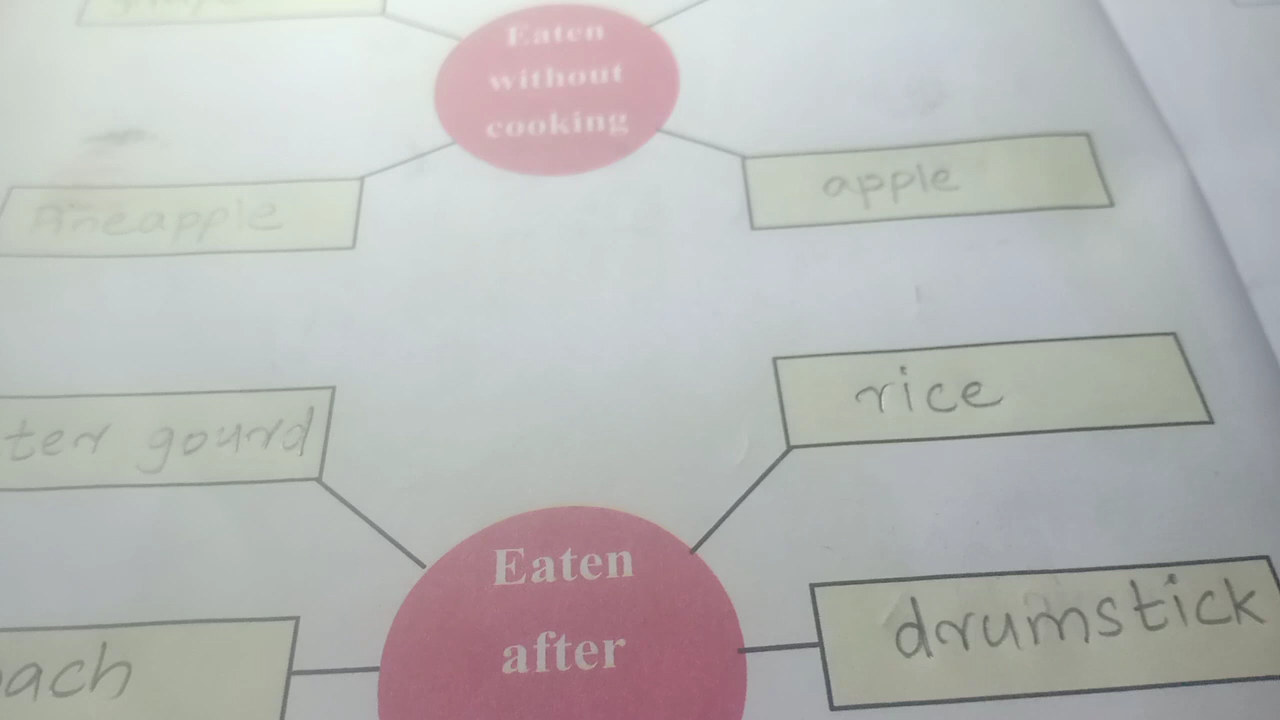 Eaten
without
cooking
Pineapple
apple
ter gourd
rice
Eaten
after
ach
drumstick